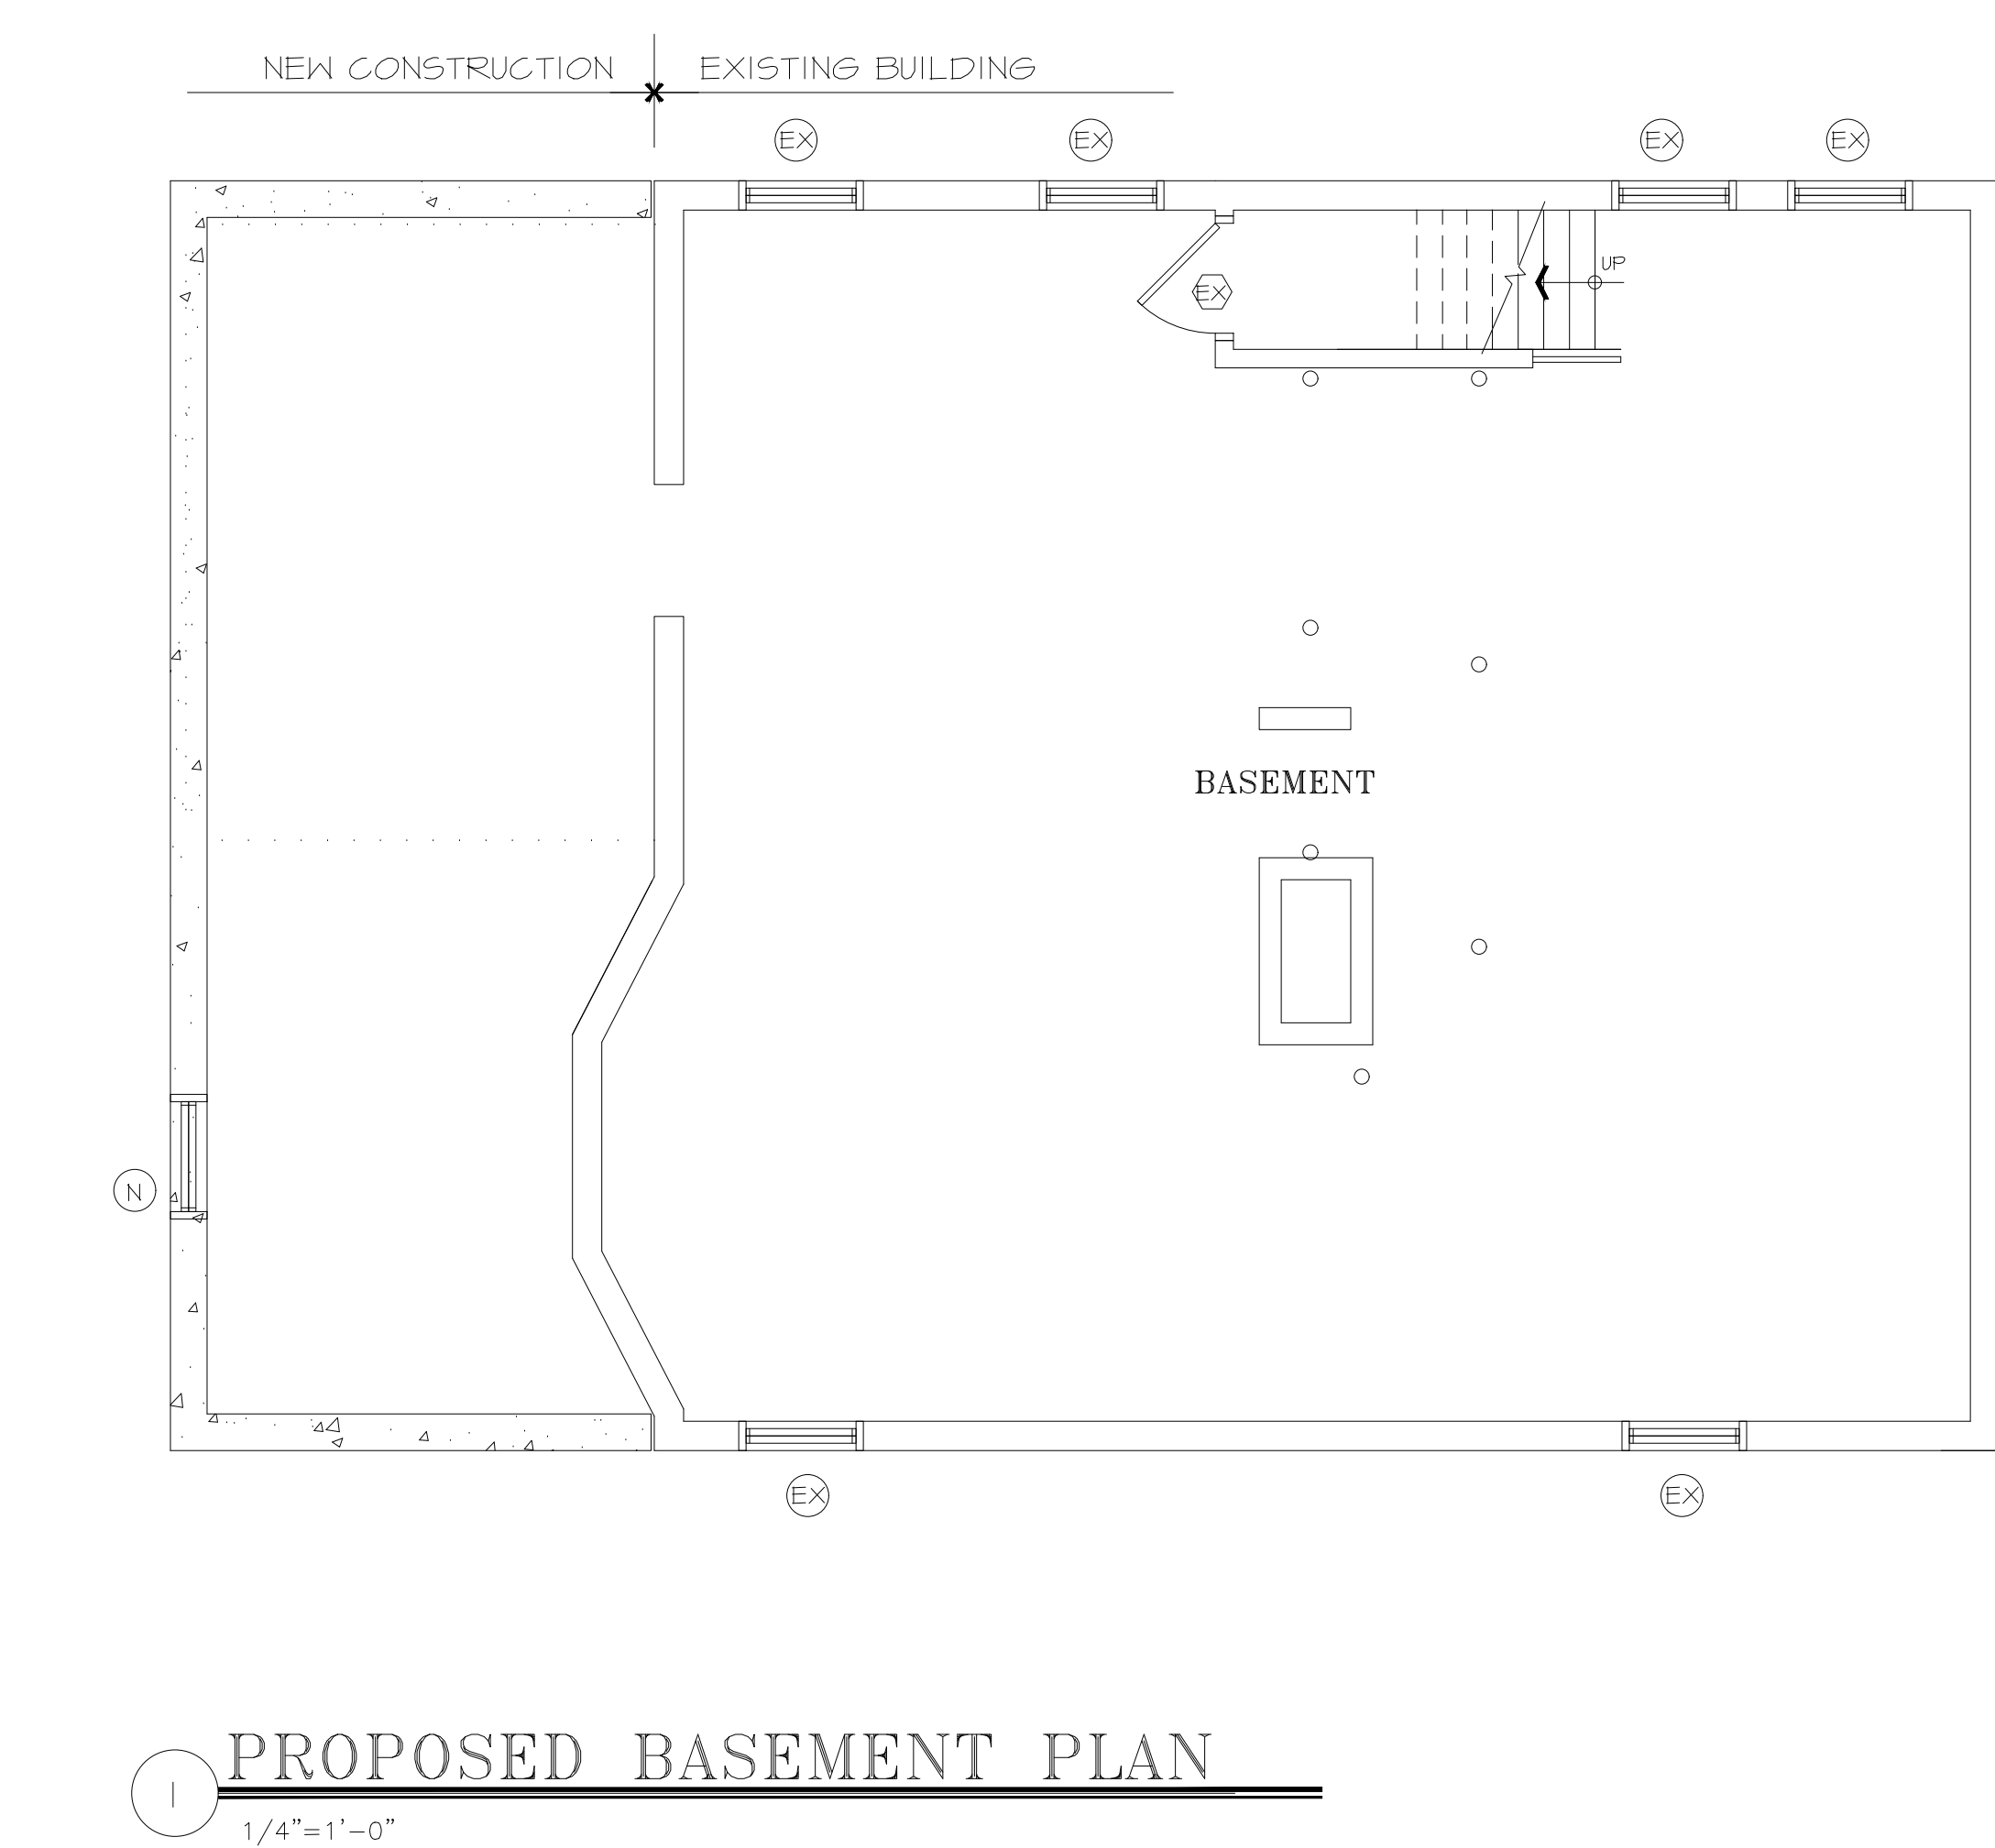 NEW CONSTRUCTION EXISTING BUILDING
EX EX EX EX
UP
EX
BASEMENT
N
EX EX
PROPOSED BASEMENT PLAN
1
1/4"=1'-0"